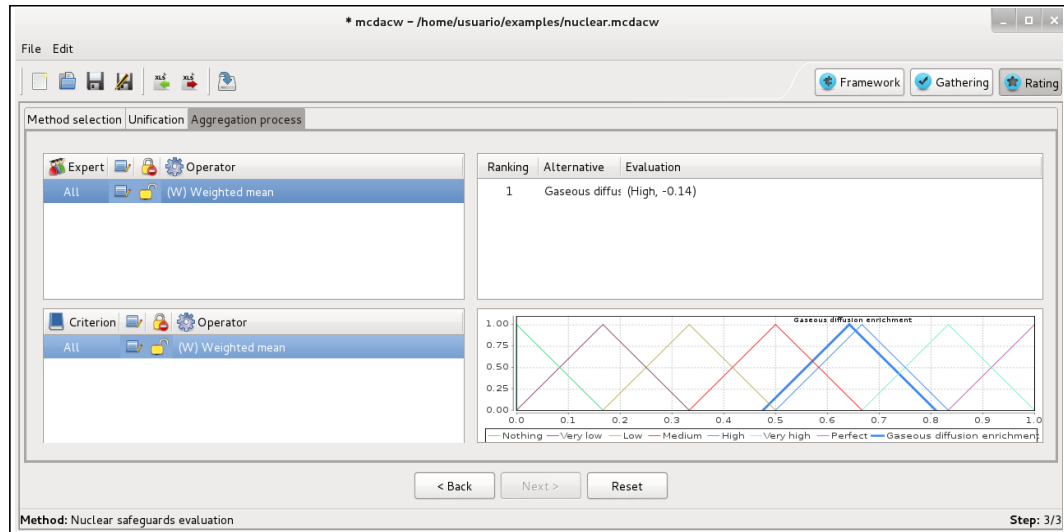 * mcdacw – /home/usuario/examples/nuclear.mcdacw
File Edit
XLS XLS Framework Gathering Rating
Method selection Unification Aggregation process
Expert Operator
All (W) Weighted mean
Ranking Alternative Evaluation
1 Gaseous diffus (High, -0.14)
Criterion Operator
All (W) Weighted mean
Gaseous diffusion enrichment
1.00
0.75
0.50
0.25
0.00
0.0 0.1 0.2 0.3 0.4 0.5 0.6 0.7 0.8 0.9 1.0
Nothing Very low Low Medium High Very high Perfect Gaseous diffusion enrichment
< Back Next > Reset
Method: Nuclear safeguards evaluation Step: 3/3